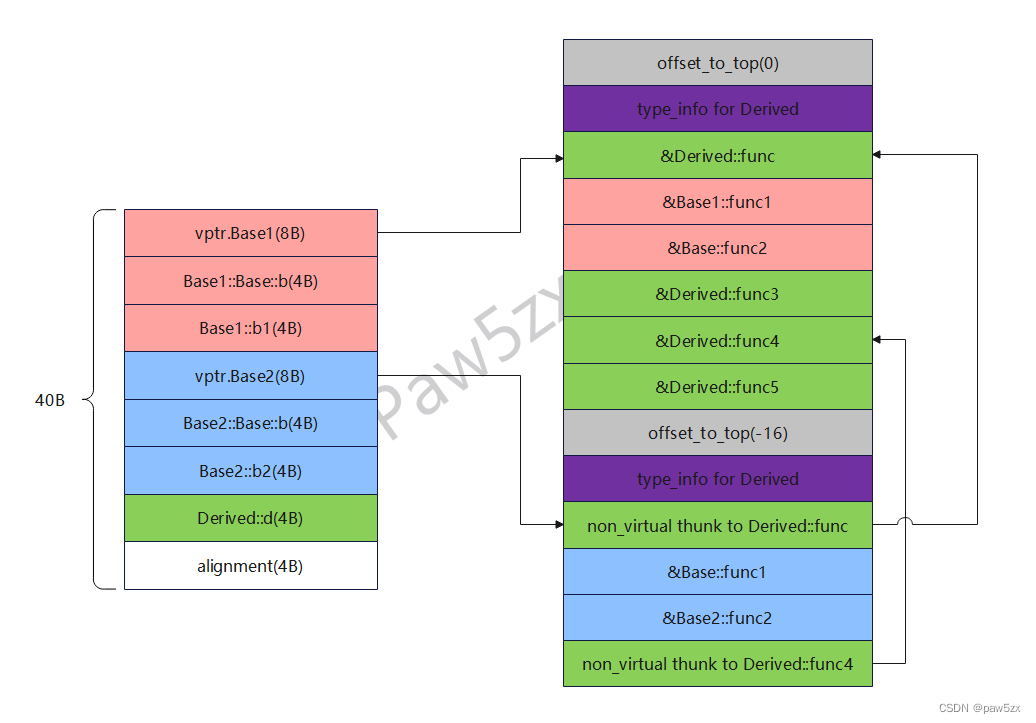 40B
vptr.Base1(8B)
Base1::Base::b(4B)
Base1::b1(4B)
vptr.Base2(8B)
Base2::Base::b(4B)
Base2::b2(4B)
Derived::d(4B)
alignment(4B)
Paw5zx
offset_to_top(0)
type_info for Derived
&Derived::func
&Base1::func1
&Base::func2
&Derived::func3
&Derived::func4
&Derived::func5
offset_to_top(-16)
type_info for Derived
non_virtual thunk to Derived::func
&Base::func1
&Base2::func2
non_virtual thunk to Derived::func4
CSDN @paw5zx